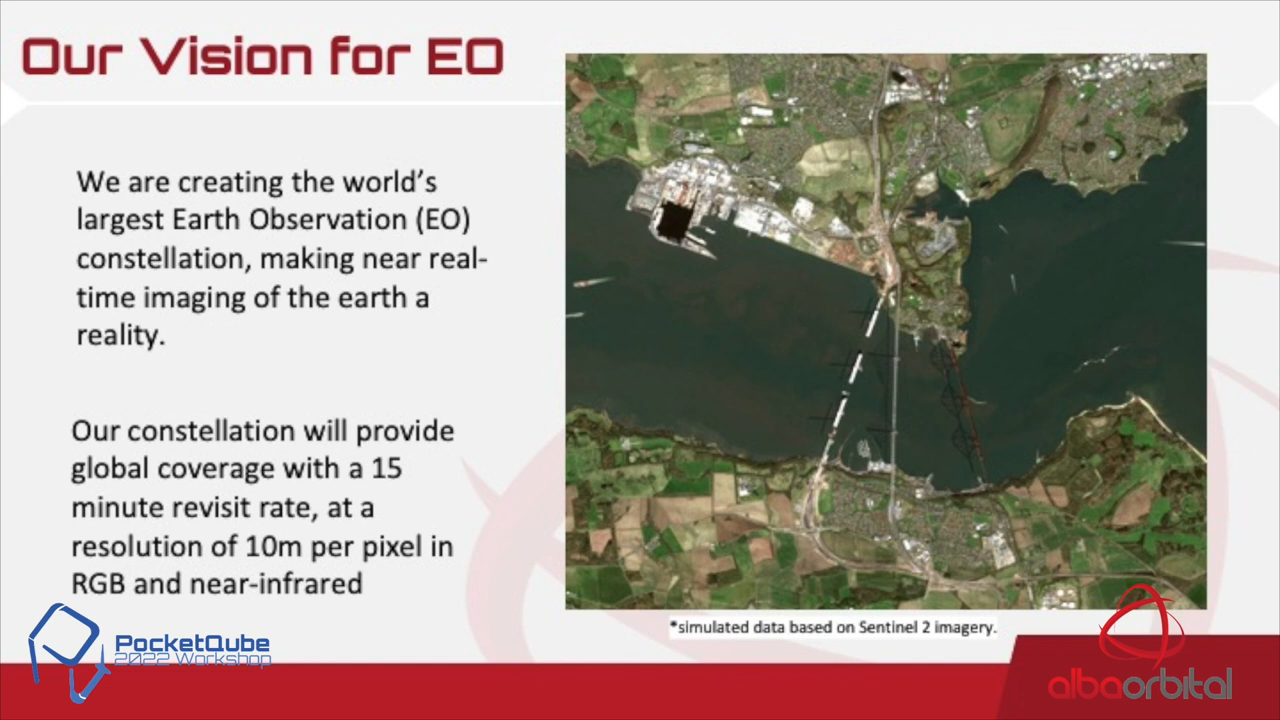 Our Vision for EO
We are creating the world's
largest Earth Observation (EO)
constellation, making near real-
time imaging of the earth a
reality.
Our constellation will provide
global coverage with a 15
minute revisit rate, at a
resolution of 10m per pixel in
RGB and near-infrared
*simulated data based on Sentinel 2 imagery.
PocketQube
2022 Workshop
albaorbital